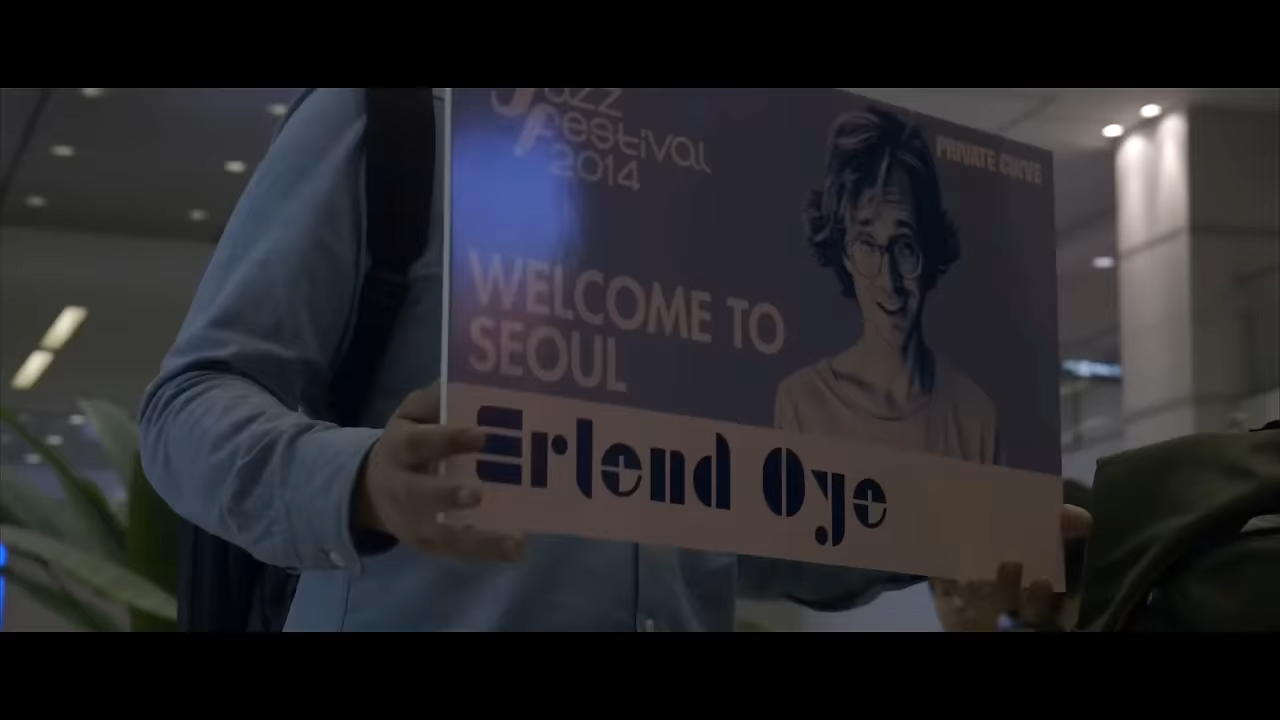 Jazz
Festival
2014
PRIVATE CURVE
WELCOME TO
SEOUL
Erlend Oye